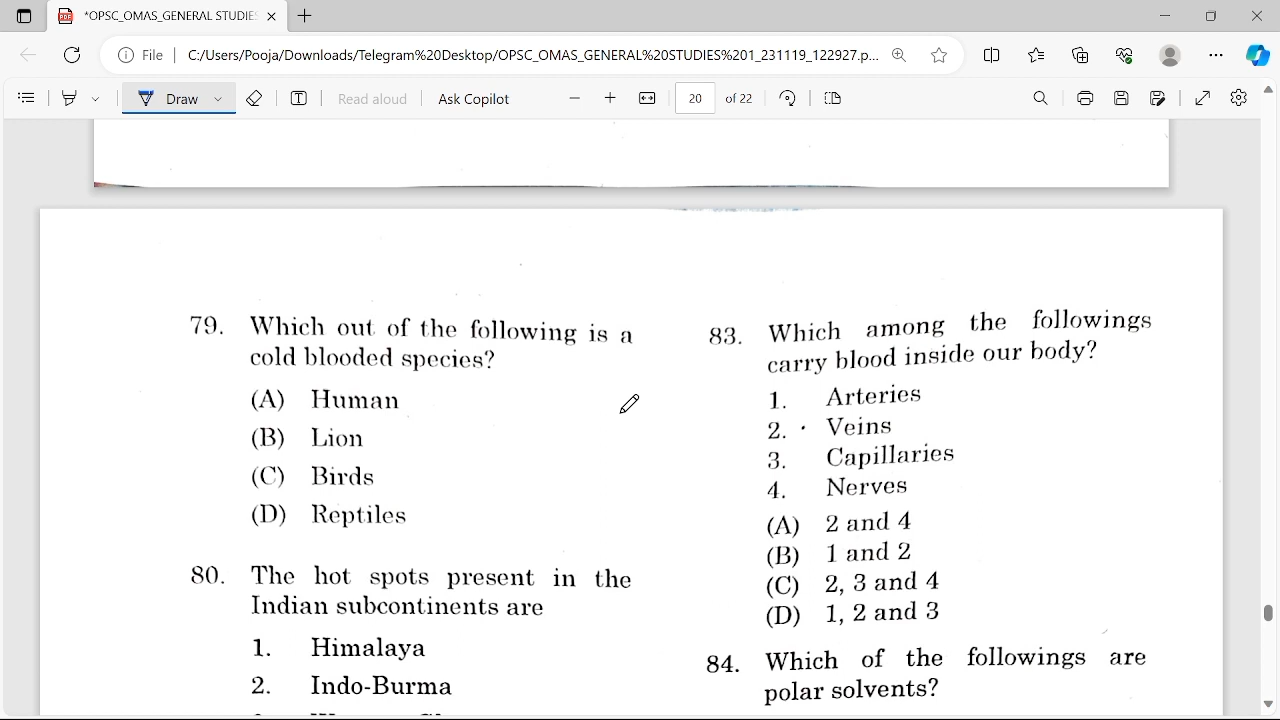 *OPSC_OMAS_GENERAL STUDIES
File
C:/Users/Pooja/Downloads/Telegram%20Desktop/OPSC_OMAS_GENERAL%20STUDIES%201_231119_122927.p...
Draw
Read aloud
Ask Copilot
20
of 22
79. Which out of the following is a
cold blooded species?
(A) Human
(B) Lion
(C) Birds
(D) Reptiles
80. The hot spots present in the
Indian subcontinents are
1. Himalaya
2. Indo-Burma
83. Which among the followings
carry blood inside our body?
1. Arteries
2. Veins
3. Capillaries
4. Nerves
(A) 2 and 4
(B) 1 and 2
(C) 2, 3 and 4
(D) 1, 2 and 3
84. Which of the followings are
polar solvents?